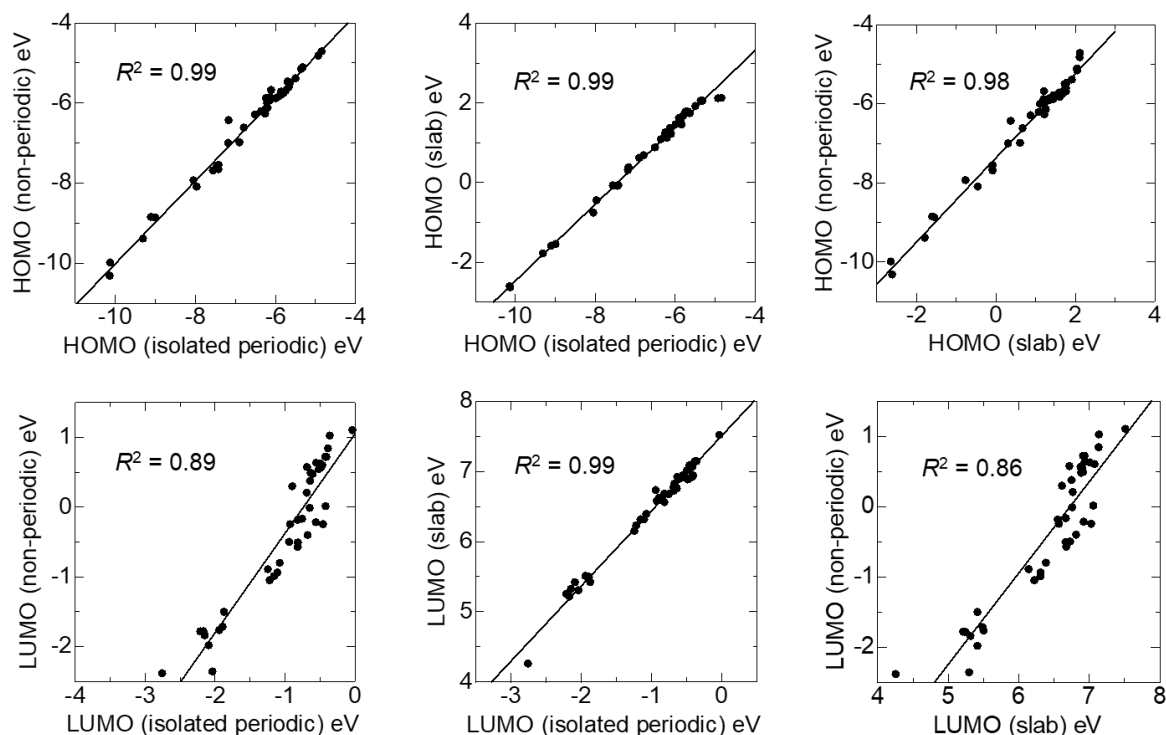 -4
-6
-8
-10
HOMO (non-periodic) eV
R² = 0.99
-10 -8 -6 -4
HOMO (isolated periodic) eV
4
2
0
-2
HOMO (slab) eV
R² = 0.99
-10 -8 -6 -4
HOMO (isolated periodic) eV
-4
-6
-8
-10
HOMO (non-periodic) eV
R² = 0.98
-2 0 2 4
HOMO (slab) eV
1
0
-1
-2
LUMO (non-periodic) eV
R² = 0.89
-4 -3 -2 -1 0
LUMO (isolated periodic) eV
8
7
6
5
4
LUMO (slab) eV
R² = 0.99
-3 -2 -1 0
LUMO (isolated periodic) eV
1
0
-1
-2
LUMO (non-periodic) eV
R² = 0.86
4 5 6 7 8
LUMO (slab) eV